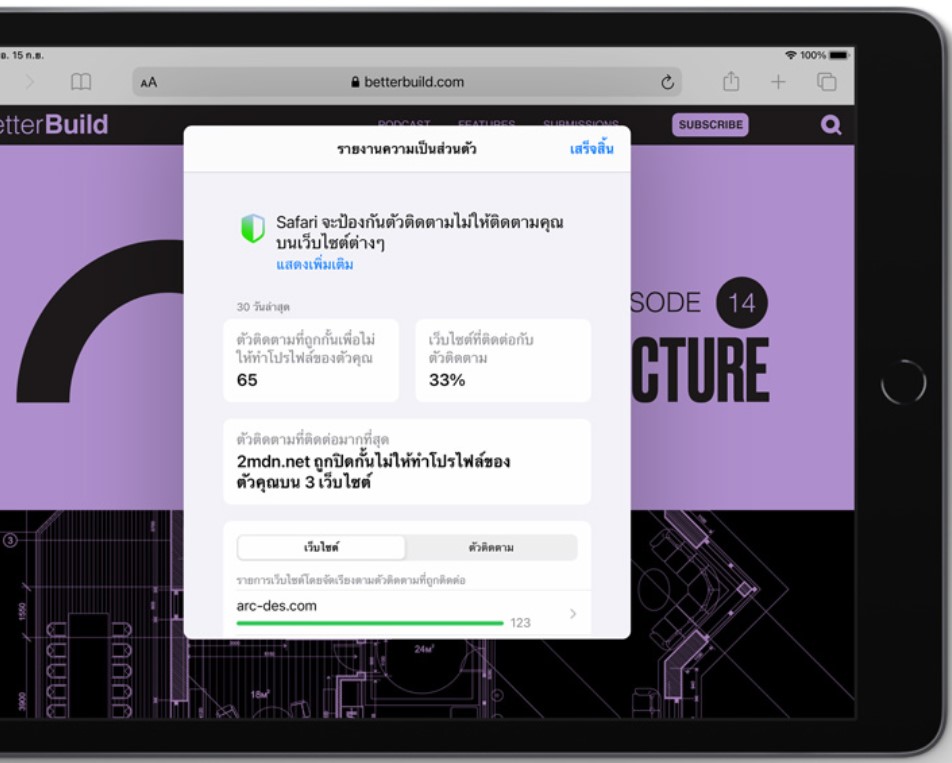 อ. 15 ก.ย.
100%
AA
betterbuild.com
etterBuild
PODCAST FEATURES SUBMISSIONS
SUBSCRIBE
รายงานความเป็นส่วนตัว
เสร็จสิ้น
Safari จะป้องกันตัวติดตามไม่ให้ติดตามคุณ
บนเว็บไซต์ต่างๆ
แสดงเพิ่มเติม
30 วันล่าสุด
ตัวติดตามที่ถูกกั้นเพื่อไม่
ให้ทำโปรไฟล์ของตัวคุณ
65
เว็บไซต์ที่ติดต่อกับ
ตัวติดตาม
33%
SODE 14
CTURE
ตัวติดตามที่ติดต่อมากที่สุด
2mdn.net ถูกปิดกั้นไม่ให้ทำโปรไฟล์ของ
ตัวคุณบน 3 เว็บไซต์
เว็บไซต์
ตัวติดตาม
รายการเว็บไซต์โดยจัดเรียงตามตัวติดตามที่ถูกติดต่อ
arc-des.com
123
3
1550
3900
18м²
24м²